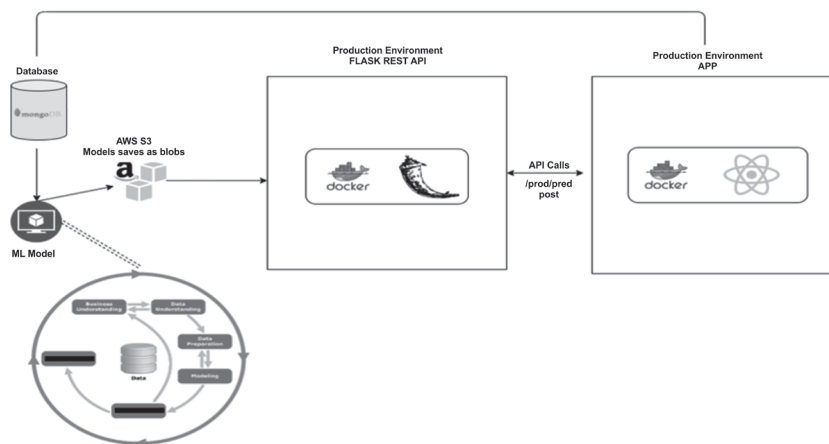 Production Environment
FLASK REST API
Production Environment
APP
Database
mongoDB
AWS S3
Models saves as blobs
a
docker
API Calls
/prod/pred
post
docker
ML Model
Business
Understanding
Data
Understanding
Data
Preparation
Data
Modeling